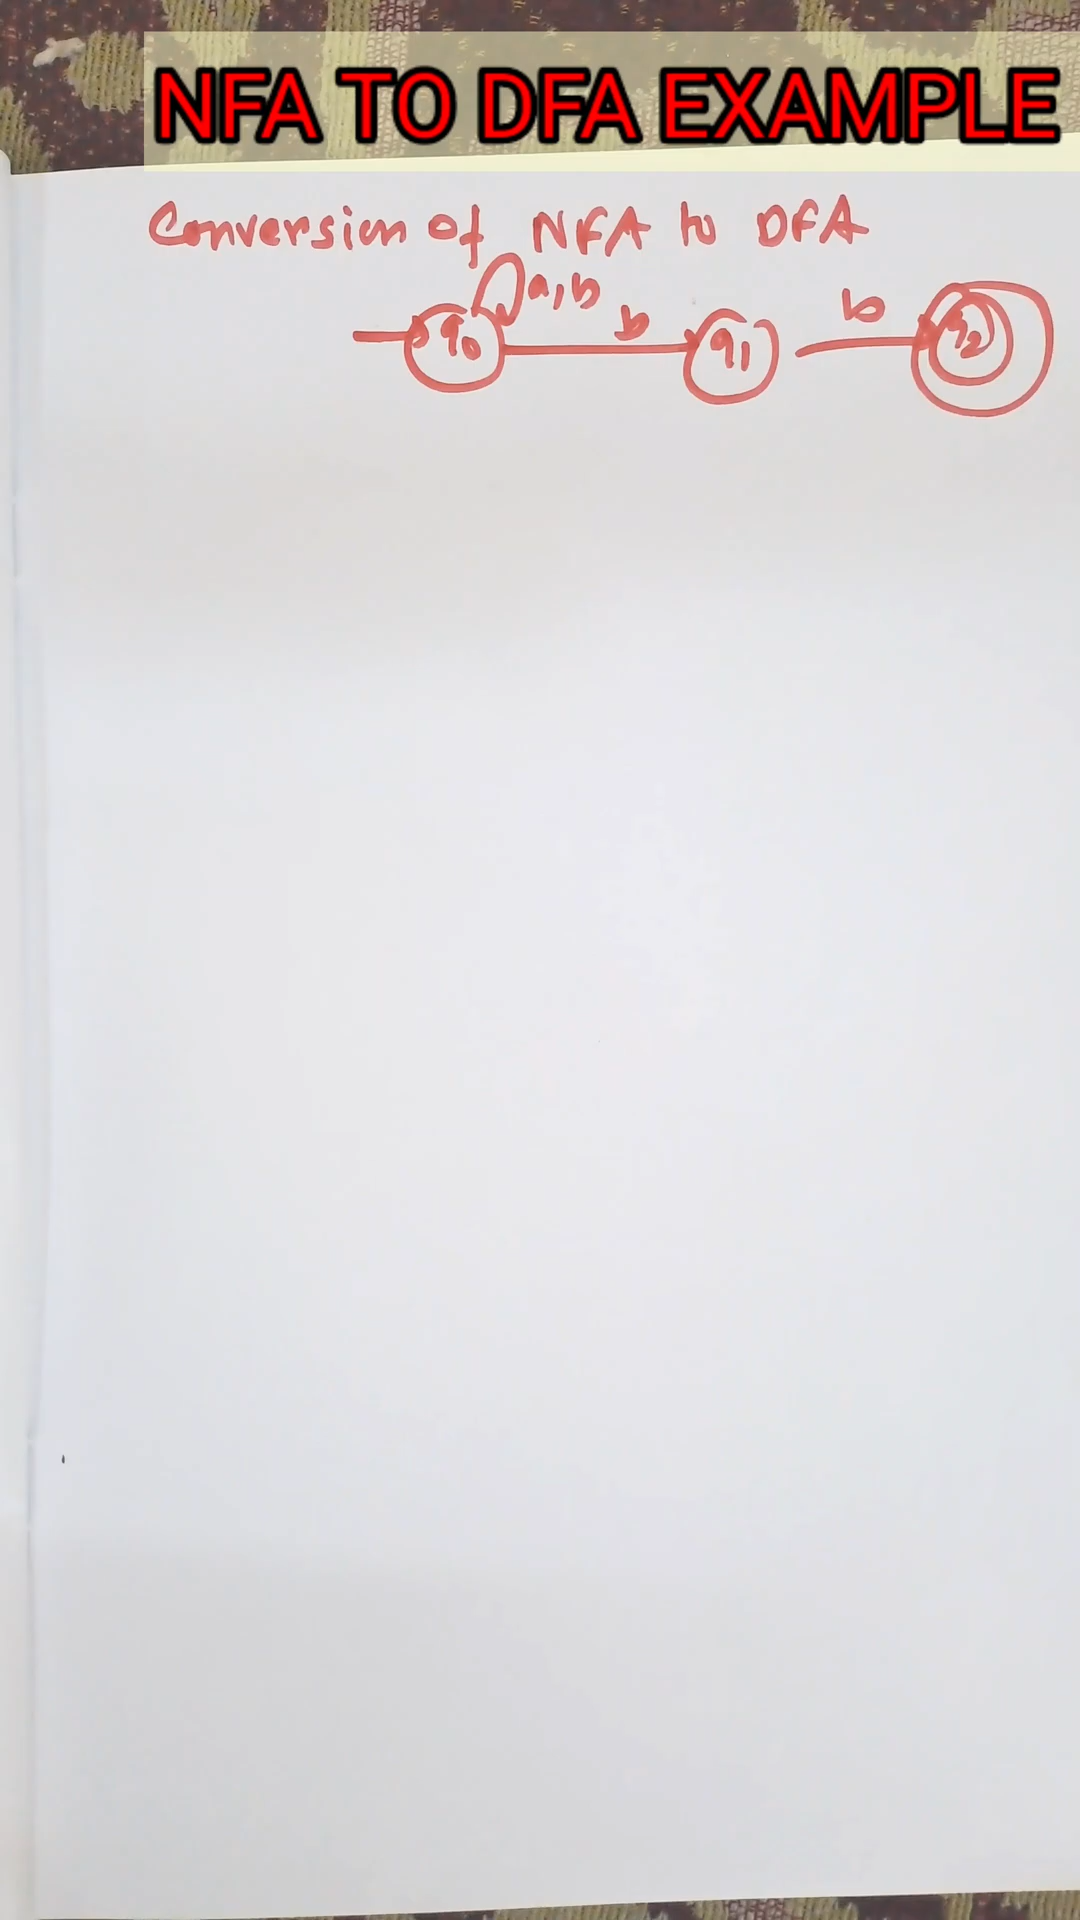 NFA TO DFA EXAMPLE
Conversion of NFA to DFA
a,b
b
b
q0
q1
q2